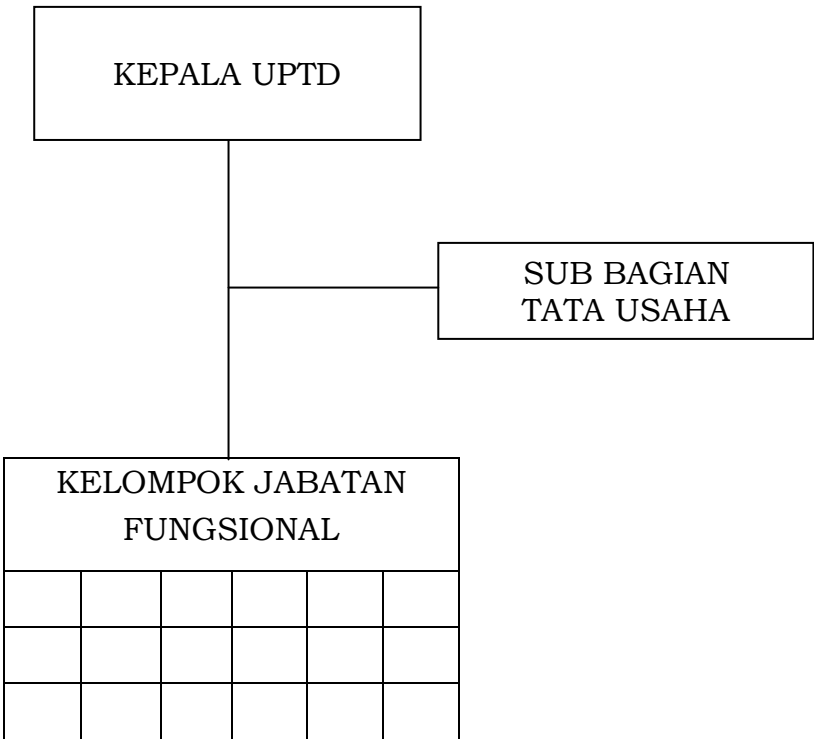 KEPALA UPTD
SUB BAGIAN
TATA USAHA
KELOMPOK JABATAN
FUNGSIONAL